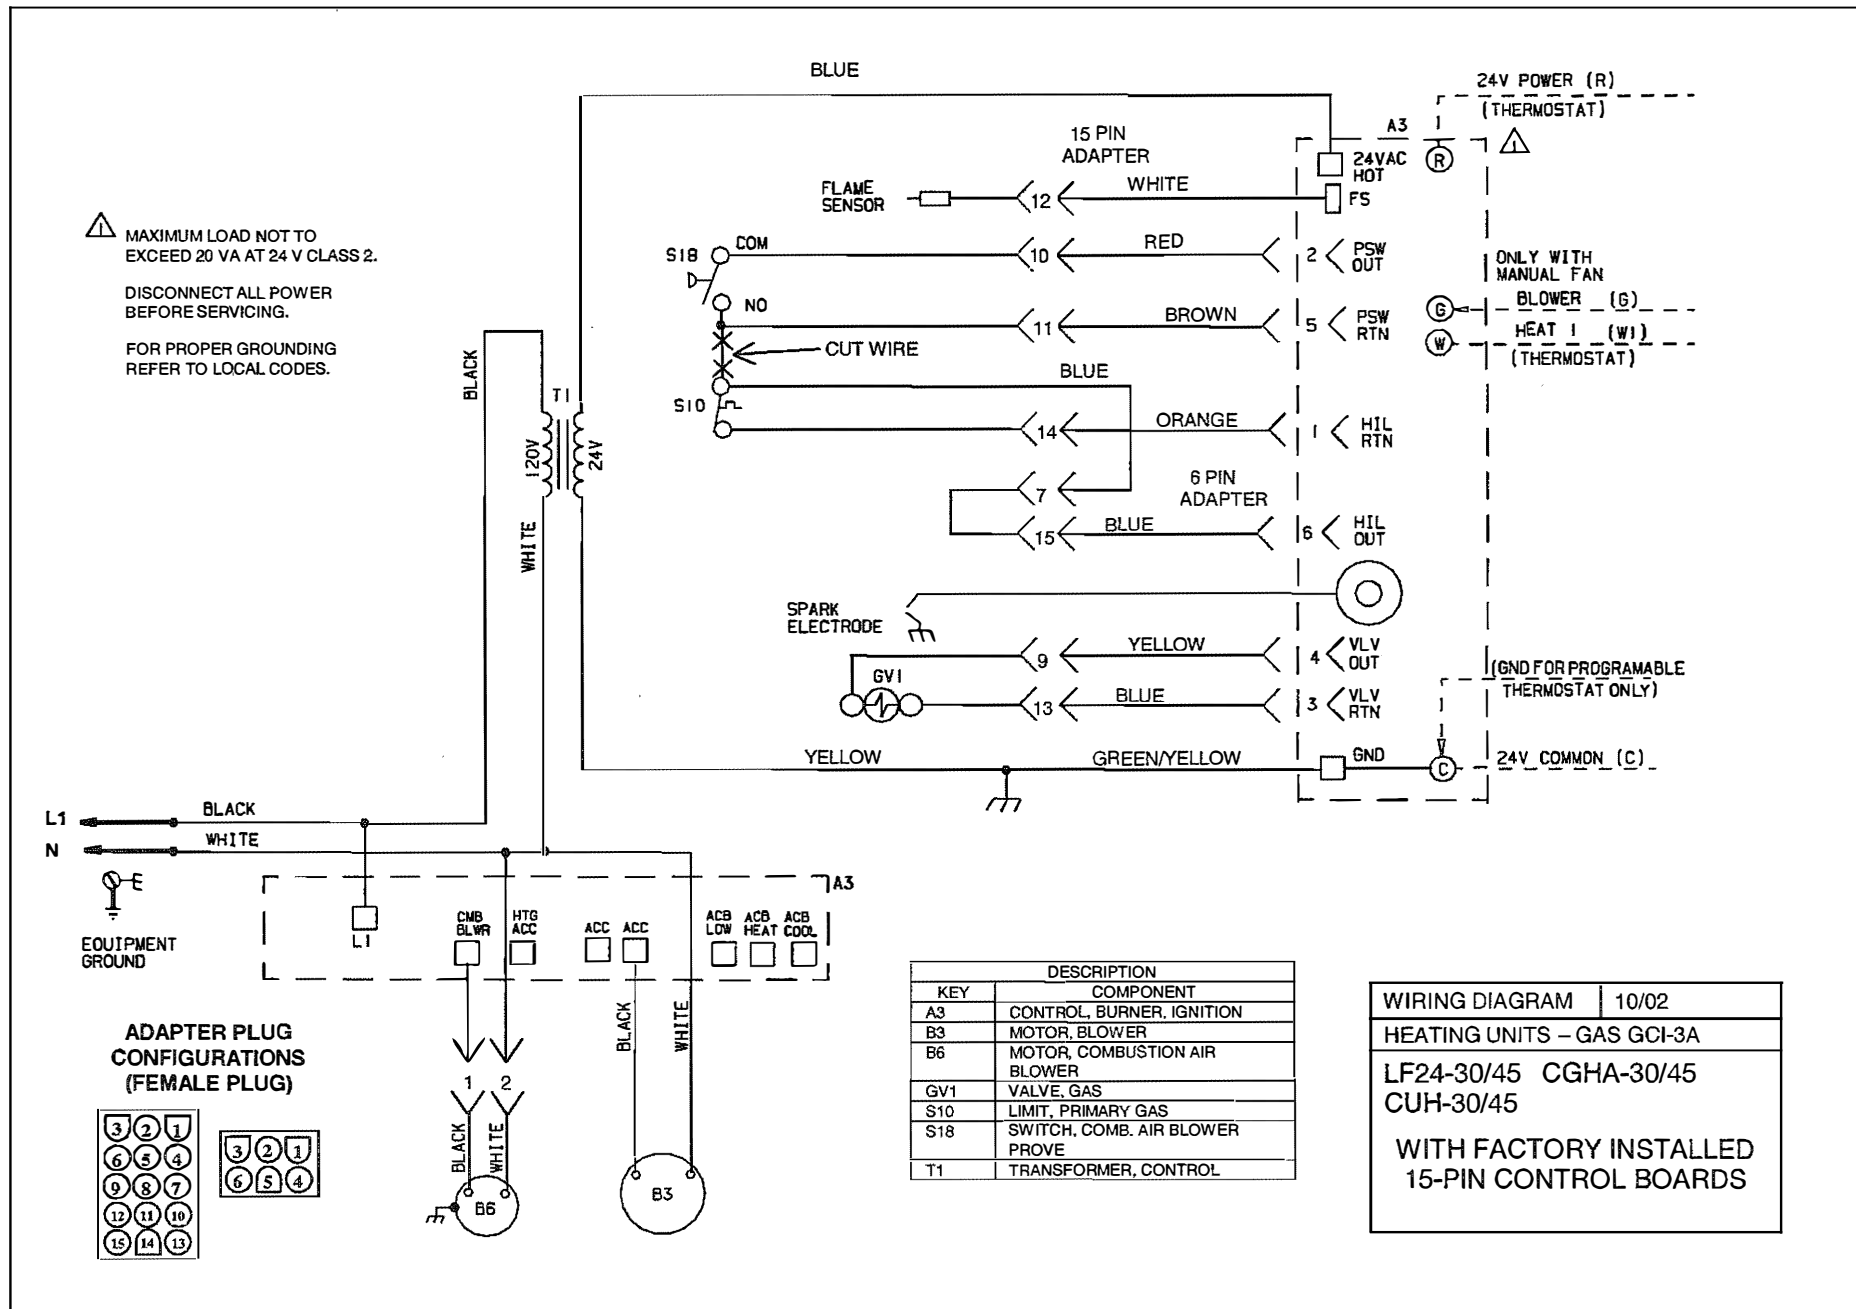 BLUE
24V POWER (R)
(THERMOSTAT)
A3
1
15 PIN
ADAPTER
24VAC
HOT
R
FLAME
SENSOR
12
WHITE
FS
1
MAXIMUM LOAD NOT TO
EXCEED 20 VA AT 24 V CLASS 2.
DISCONNECT ALL POWER
BEFORE SERVICING.
FOR PROPER GROUNDING
REFER TO LOCAL CODES.
S18
COM
10
RED
2
PSW
OUT
ONLY WITH
MANUAL FAN
NO
11
BROWN
5
PSW
RTN
G
BLOWER (G)
W
HEAT 1 (W1)
(THERMOSTAT)
CUT WIRE
BLUE
S10
14
ORANGE
1
HIL
RTN
BLACK
T1
120V
24V
WHITE
7
6 PIN
ADAPTER
15
BLUE
6
HIL
OUT
SPARK
ELECTRODE
9
YELLOW
4
VLV
OUT
GV1
13
BLUE
3
VLV
RTN
(GND FOR PROGRAMABLE
THERMOSTAT ONLY)
YELLOW
GREEN/YELLOW
GND
C
24V COMMON (C)
L1
BLACK
N
WHITE
E
EQUIPMENT
GROUND
A3
L1
CMB
BLWR
HTG
ACC
ACC
ACC
ACB
LOW
ACB
HEAT
ACB
COOL
BLACK
WHITE
1
2
BLACK
WHITE
B6
B3
ADAPTER PLUG
CONFIGURATIONS
(FEMALE PLUG)
3 2 1
6 5 4
9 8 7
12 11 10
15 14 13
3 2 1
6 5 4
DESCRIPTION
KEY COMPONENT
A3 CONTROL, BURNER, IGNITION
B3 MOTOR, BLOWER
B6 MOTOR, COMBUSTION AIR
BLOWER
GV1 VALVE, GAS
S10 LIMIT, PRIMARY GAS
S18 SWITCH, COMB. AIR BLOWER
PROVE
T1 TRANSFORMER, CONTROL
WIRING DIAGRAM 10/02
HEATING UNITS – GAS GCI-3A
LF24-30/45 CGHA-30/45
CUH-30/45
WITH FACTORY INSTALLED
15-PIN CONTROL BOARDS